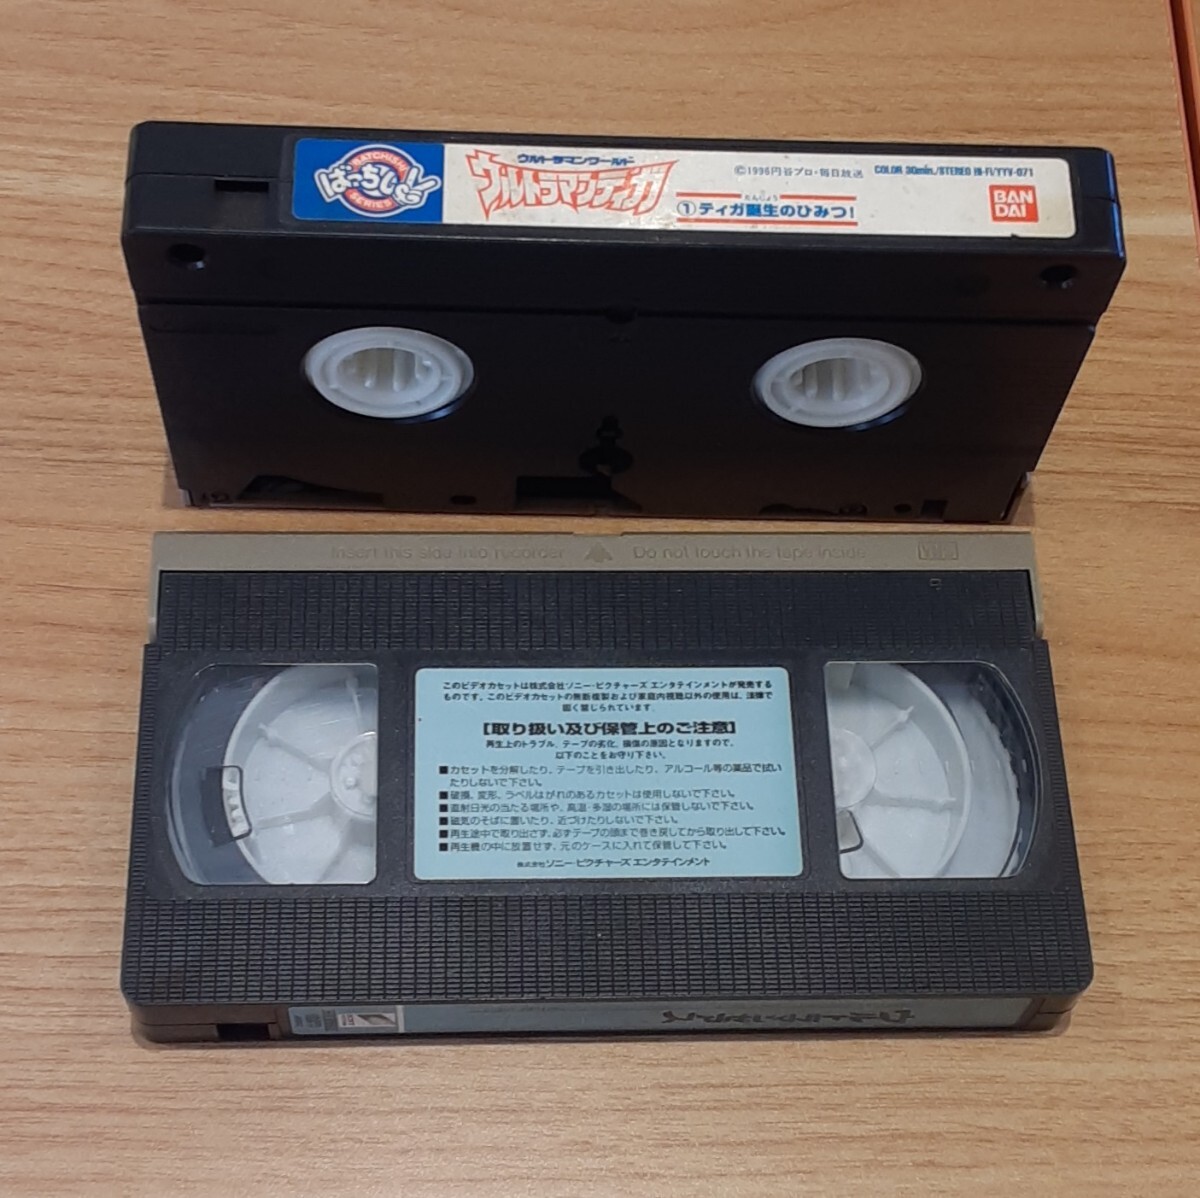 BATCHISHI
ばっちしV
SERIES
ウルトラマンワールド
ウルトラマンティガ
たんじょう
①ティガ誕生のひみつ!
©1996円谷プロ・毎日放送
COLOR 30min./STEREO HI-FI/YYV-071
BAN
DAI
Insert this side into recorder
Do not touch the tape inside
VHS
このビデオカセットは株式会社ソニー・ピクチャーズ エンタテインメントが発売する
ものです。このビデオカセットの無断複製および家庭内視聴以外の使用は、法律で
固く禁じられています。
【取り扱い及び保管上のご注意】
再生上のトラブル、テープの劣化、損傷の原因となりますので、
以下のことをお守り下さい。
■カセットを分解したり、テープを引き出したり、アルコール等の薬品で拭い
たりしないで下さい。
■破損、変形、ラベルはがれのあるカセットは使用しないで下さい。
■直射日光の当たる場所や、高温・多湿の場所には保管しないで下さい。
■磁気のそばに置いたり、近づけたりしないで下さい。
■再生途中で取り出さず、必ずテープの頭まで巻き戻してから取り出して下さい。
■再生機の中に放置せず、元のケースに入れて保管して下さい。
株式会社ソニー・ピクチャーズ エンタテインメント